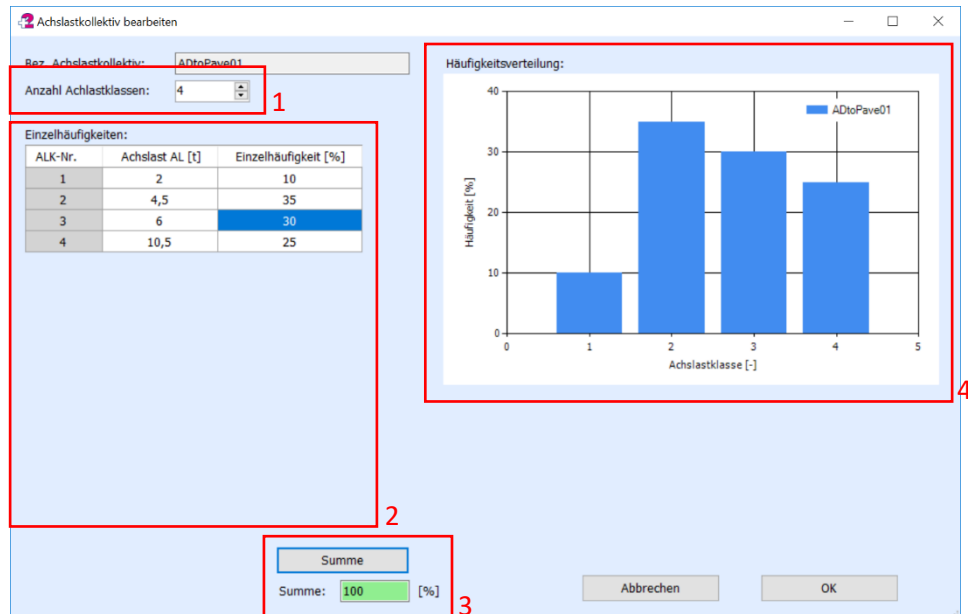 Achslastkollektiv bearbeiten
Bez. Achslastkollektiv: ADtoPave01
Anzahl Achlastklassen: 4
1
Einzelhäufigkeiten:
ALK-Nr. Achslast AL [t] Einzelhäufigkeit [%]
1 2 10
2 4,5 35
3 6 30
4 10,5 25
2
Summe
Summe: 100 [%]
3
Häufigkeitsverteilung:
ADtoPave01
Häufigkeit [%]
40
30
20
10
0
0 1 2 3 4 5
Achslastklasse [-]
4
Abbrechen OK